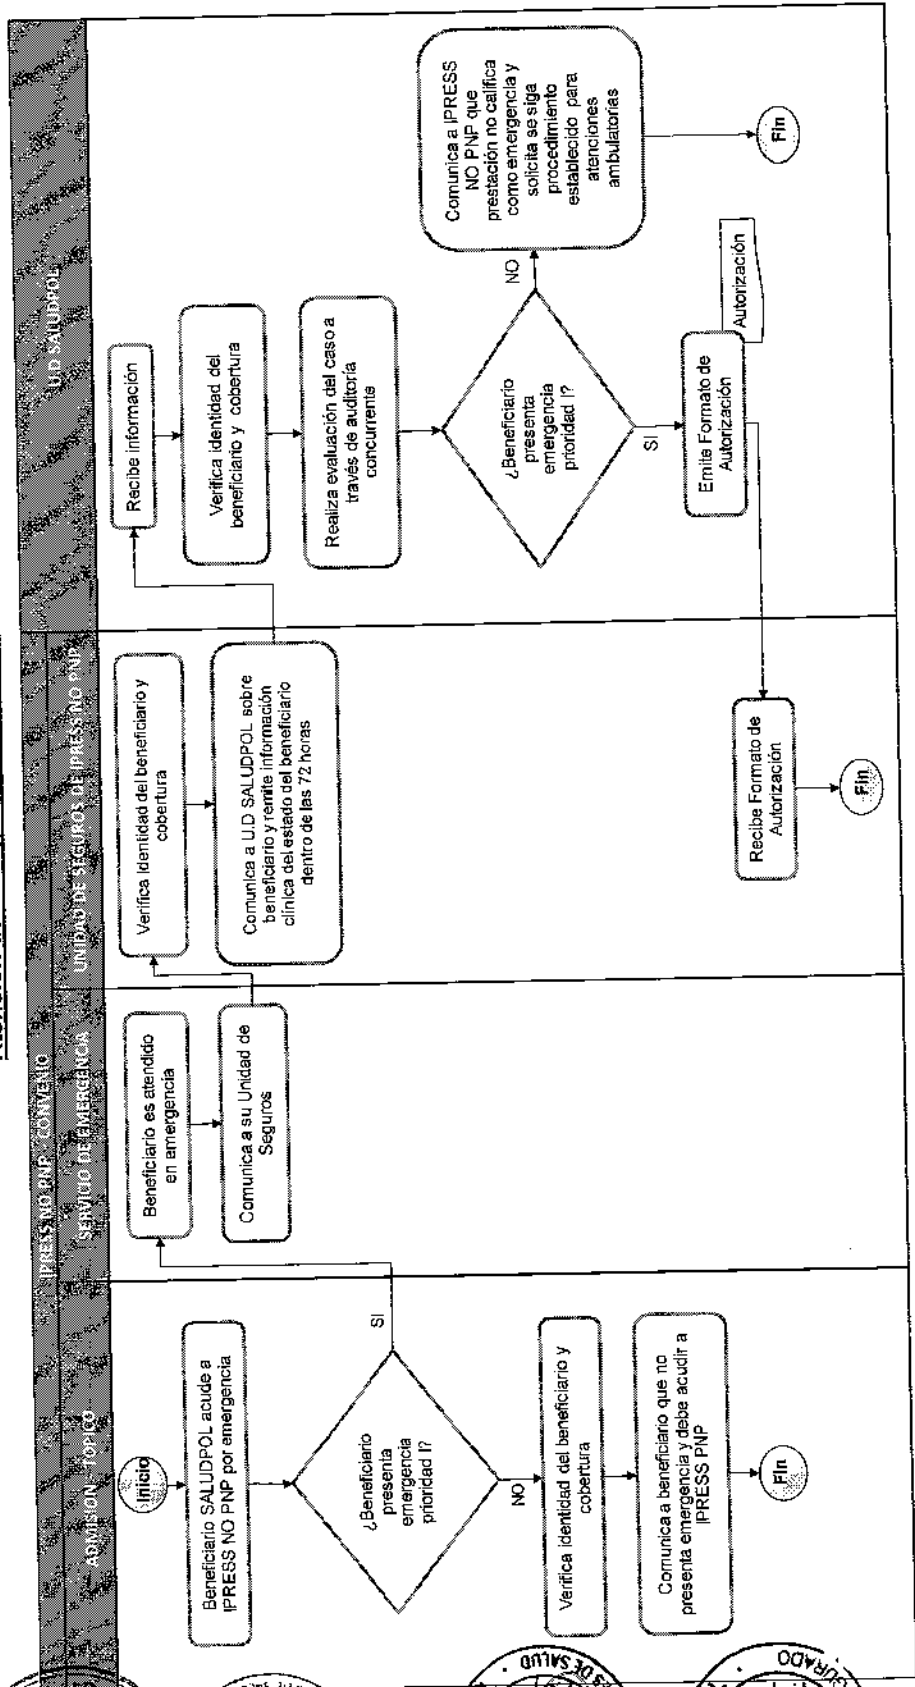 IPRESS NO PNP - CONVENIO
ADMISION - TOPICO
SERVICIO DE EMERGENCIA
UNIDAD DE SEGUROS DE IPRESS NO PNP
U.D SALUDPOL
Inicio
Beneficiario SALUDPOL acude a
IPRESS NO PNP por emergencia
¿Beneficiario
presenta
emergencia
prioridad I?
SI
NO
Verifica identidad del beneficiario y
cobertura
Comunica a beneficiario que no
presenta emergencia y debe acudir a
IPRESS PNP
Fin
Beneficiario es atendido
en emergencia
Comunica a su Unidad de
Seguros
Verifica Identidad del beneficiario y
cobertura
Comunica a U.D SALUDPOL sobre
beneficiario y remite información
clínica del estado del beneficiario
dentro de las 72 horas
Recibe Formato de
Autorización
Fin
Recibe información
Verifica identidad del
beneficiario y cobertura
Realiza evaluación del caso a
través de auditoría
concurrente
¿Beneficiario
presenta
emergencia
prioridad I?
NO
SI
Comunica a IPRESS
NO PNP que
prestación no califica
como emergencia y
solicita se siga
procedimiento
establecido para
atenciones
ambulatorias
Fin
Emite Formato de
Autorización
Autorización
DE SALUD